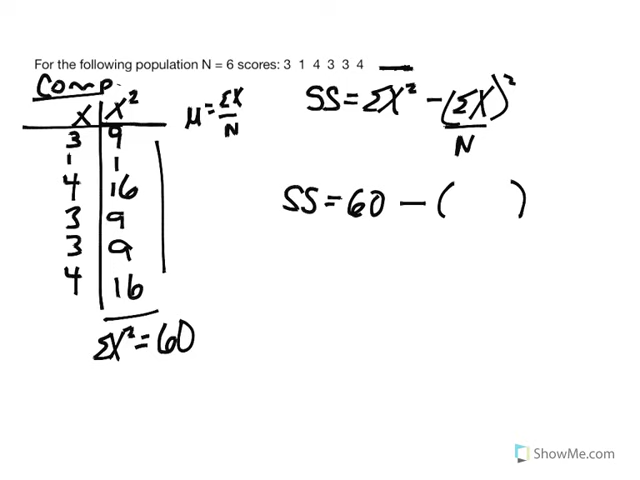 For the following population N = 6 scores: 3 1 4 3 3 4
Comp.
X X²
μ = ΣX/N
SS = ΣX² - (ΣX)²/N
3 9
1 1
4 16
3 9
3 9
4 16
SS = 60 - ( )
ΣX² = 60
ShowMe.com